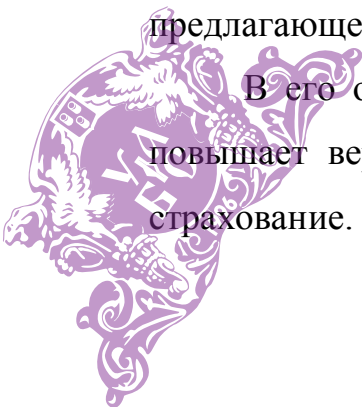 предлагающе
В его о
повышает ве
страхование.